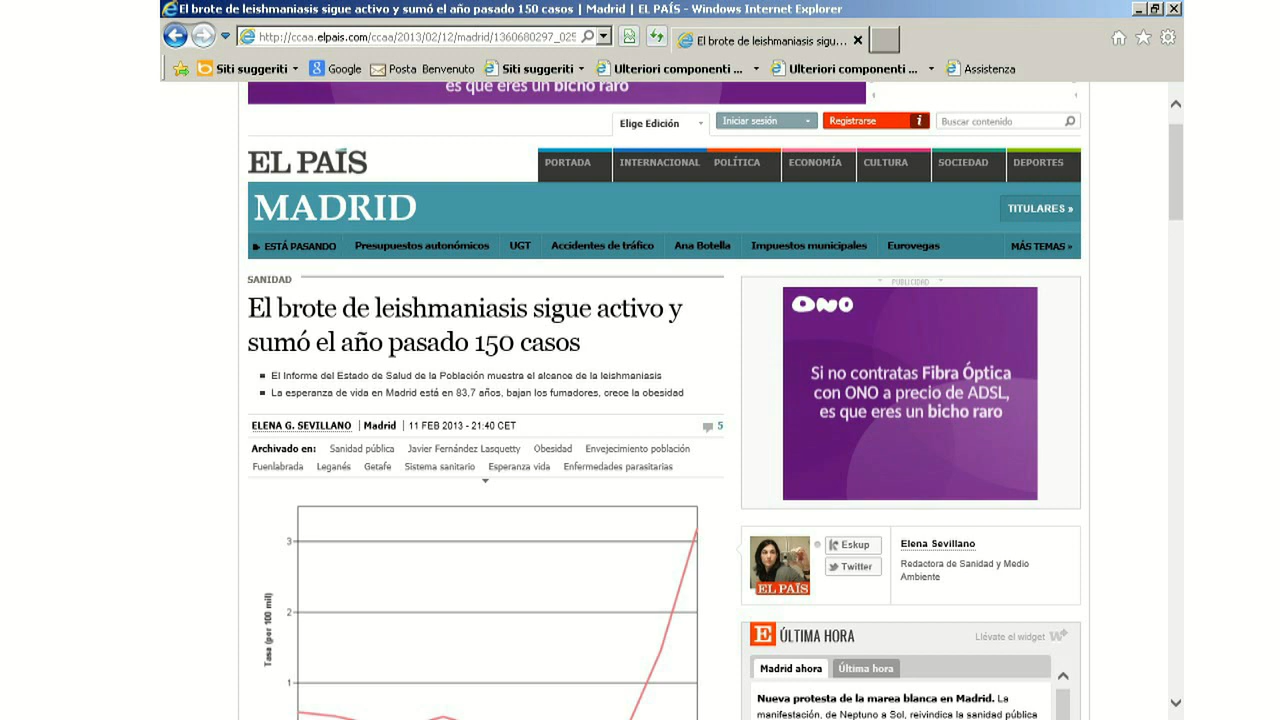 El brote de leishmaniasis sigue activo y sumó el año pasado 150 casos | Madrid | EL PAÍS - Windows Internet Explorer
http://ccaa.elpais.com/ccaa/2013/02/12/madrid/1360680297_025
El brote de leishmaniasis sigu...
Siti suggeriti
Google
Posta Benvenuto
Siti suggeriti
Ulteriori componenti ...
Ulteriori componenti ...
Assistenza
es que eres un bicho raro
Elige Edición
Iniciar sesión
Registrarse
Buscar contenido
EL PAÍS
PORTADA
INTERNACIONAL
POLÍTICA
ECONOMÍA
CULTURA
SOCIEDAD
DEPORTES
MADRID
TITULARES »
ESTÁ PASANDO
Presupuestos autonómicos
UGT
Accidentes de tráfico
Ana Botella
Impuestos municipales
Eurovegas
MÁS TEMAS »
SANIDAD
El brote de leishmaniasis sigue activo y
sumó el año pasado 150 casos
El Informe del Estado de Salud de la Población muestra el alcance de la leishmaniasis
La esperanza de vida en Madrid está en 83,7 años, bajan los fumadores, crece la obesidad
ELENA G. SEVILLANO | Madrid | 11 FEB 2013 - 21:40 CET
5
Archivado en: Sanidad pública Javier Fernández Lasquetty Obesidad Envejecimiento población
Fuenlabrada Leganés Getafe Sistema sanitario Esperanza vida Enfermedades parasitarias
3
2
1
Tasa (por 100 mil)
PUBLICIDAD
ONO
Si no contratas Fibra Óptica
con ONO a precio de ADSL,
es que eres un bicho raro
EL PAÍS
Eskup
Twitter
Elena Sevillano
Redactora de Sanidad y Medio
Ambiente
E ÚLTIMA HORA
Llévate el widget
Madrid ahora
Última hora
Nueva protesta de la marea blanca en Madrid. La
manifestación, de Neptuno a Sol, reivindica la sanidad pública